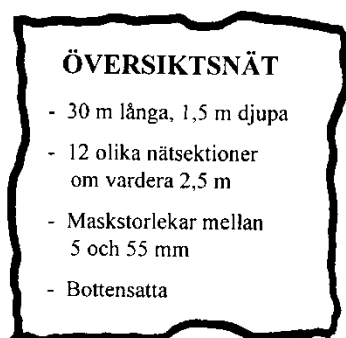 ÖVERSIKTSNÄT
- 30 m långa, 1,5 m djupa
- 12 olika nätsektioner
om vardera 2,5 m
- Maskstorlekar mellan
5 och 55 mm
- Bottensatta